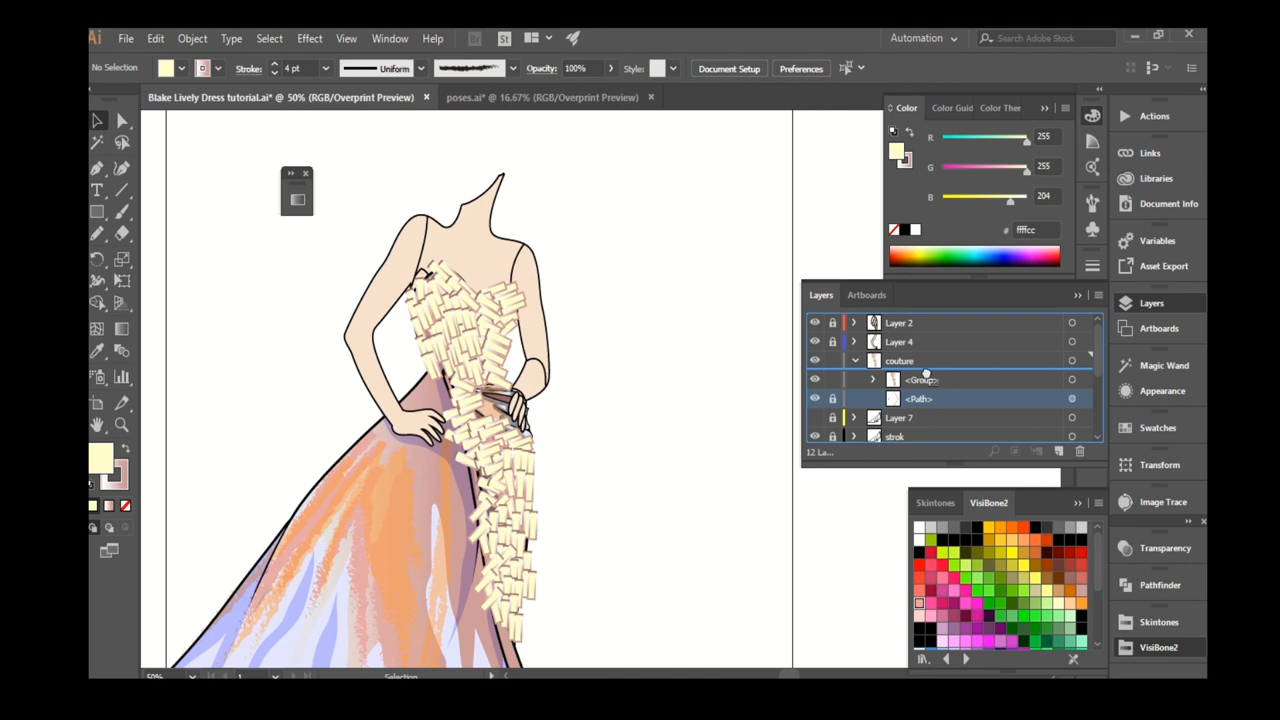 Ai File Edit Object Type Select Effect View Window Help Br St Automation Search Adobe Stock
No Selection Stroke: 4 pt Uniform Opacity: 100% Style: Document Setup Preferences
Blake Lively Dress tutorial.ai* @ 50% (RGB/Overprint Preview) × poses.ai* @ 16.67% (RGB/Overprint Preview) ×
Color Color Guid Color Ther
R 255
G 255
B 204
# ffffcc
Layers Artboards
Layer 2
Layer 4
couture
<Group>
<Path>
Layer 7
strok
12 La...
Skintones VisiBone2
Actions
Links
Libraries
Document Info
Variables
Asset Export
Layers
Artboards
Magic Wand
Appearance
Swatches
Transform
Image Trace
Transparency
Pathfinder
Skintones
VisiBone2
50% 1 Selection